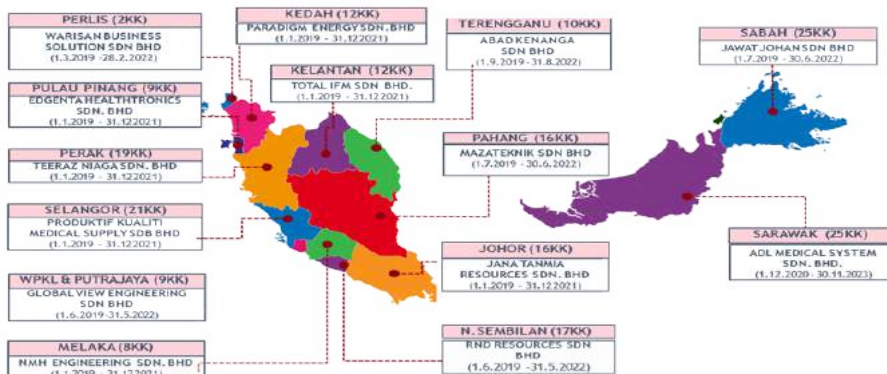 PERLIS (2KK)
WARISAN BUSINESS
SOLUTION SDN BHD
(1.3.2019 -28.2.2022)
KEDAH (12KK)
PARADIGM ENERGY SDN. BHD
(1.1.2019 - 31.12.2021)
TERENGGANU (10KK)
ABAD KENANGA
SDN BHD
(1.9.2019 -31.8.2022)
SABAH (25KK)
JAWAT JOHAN SDN BHD
(1.7.2019 - 30.6.2022)
KELANTAN (12KK)
TOTAL IFM SDN BHD.
(1.1.2019 - 31.12.2021)
PULAU PINANG (9KK)
EDGENTA HEALTHTRONICS
SDN. BHD
(1.1.2019 - 31.12.2021)
PAHANG (16KK)
MAZATEKNIK SDN BHD
(1.7.2019 - 30.6.2022)
PERAK (19KK)
TEERAZ NIAGA SDN. BHD
(1.1.2019 - 31.12.2021)
SELANGOR (21KK)
PRODUKTIF KUALITI
MEDICAL SUPPLY SDB BHD
(1.1.2019 - 31.12.2021)
SARAWAK (25KK)
ADL MEDICAL SYSTEM
SDN. BHD.
(1.12.2020 - 30.11.2023)
JOHOR (16KK)
JANA TANMIA
RESOURCES SDN. BHD
(1.1.2019 - 31.12.2021)
WPKL & PUTRAJAYA (9KK)
GLOBAL VIEW ENGINEERING
SDN BHD
(1.6.2019 -31.5.2022)
N. SEMBILAN (17KK)
RND RESOURCES SDN
BHD
(1.6.2019 -31.5.2022)
MELAKA (8KK)
NMH ENGINEERING SDN. BHD
(1.1.2019 - 31.12.2021)